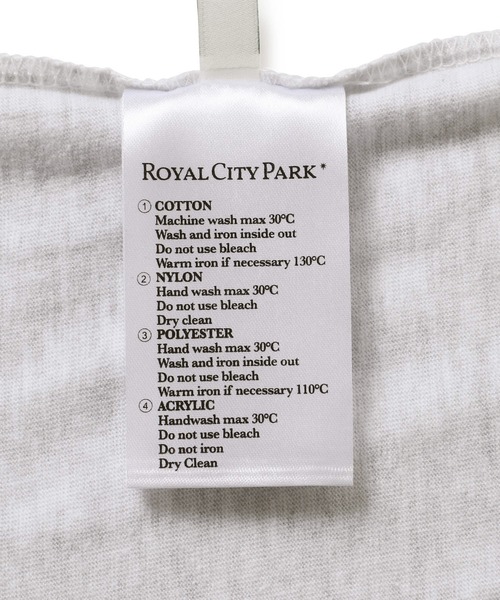 ROYAL CITY PARK*
① COTTON
Machine wash max 30°C
Wash and iron inside out
Do not use bleach
Warm iron if necessary 130°C
② NYLON
Hand wash max 30°C
Do not use bleach
Dry clean
③ POLYESTER
Hand wash max 30°C
Wash and iron inside out
Do not use bleach
Warm iron if necessary 110°C
④ ACRYLIC
Handwash max 30°C
Do not use bleach
Do not iron
Dry Clean